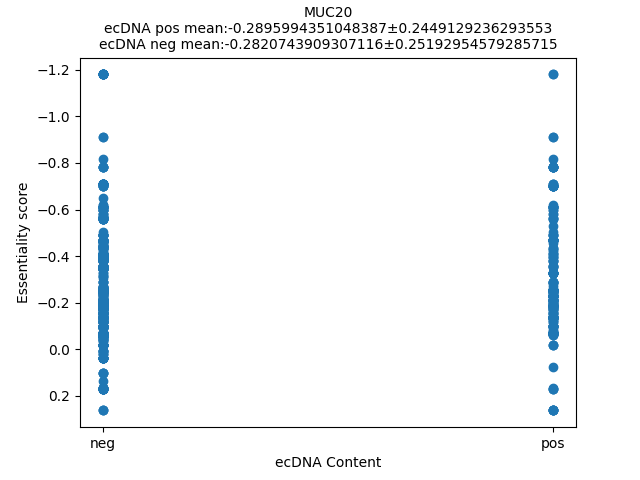 MUC20
ecDNA pos mean:-0.2895994351048387±0.2449129236293553
ecDNA neg mean:-0.2820743909307116±0.25192954579285715
−1.2
−1.0
−0.8
−0.6
−0.4
−0.2
0.0
0.2
Essentiality score
neg
pos
ecDNA Content